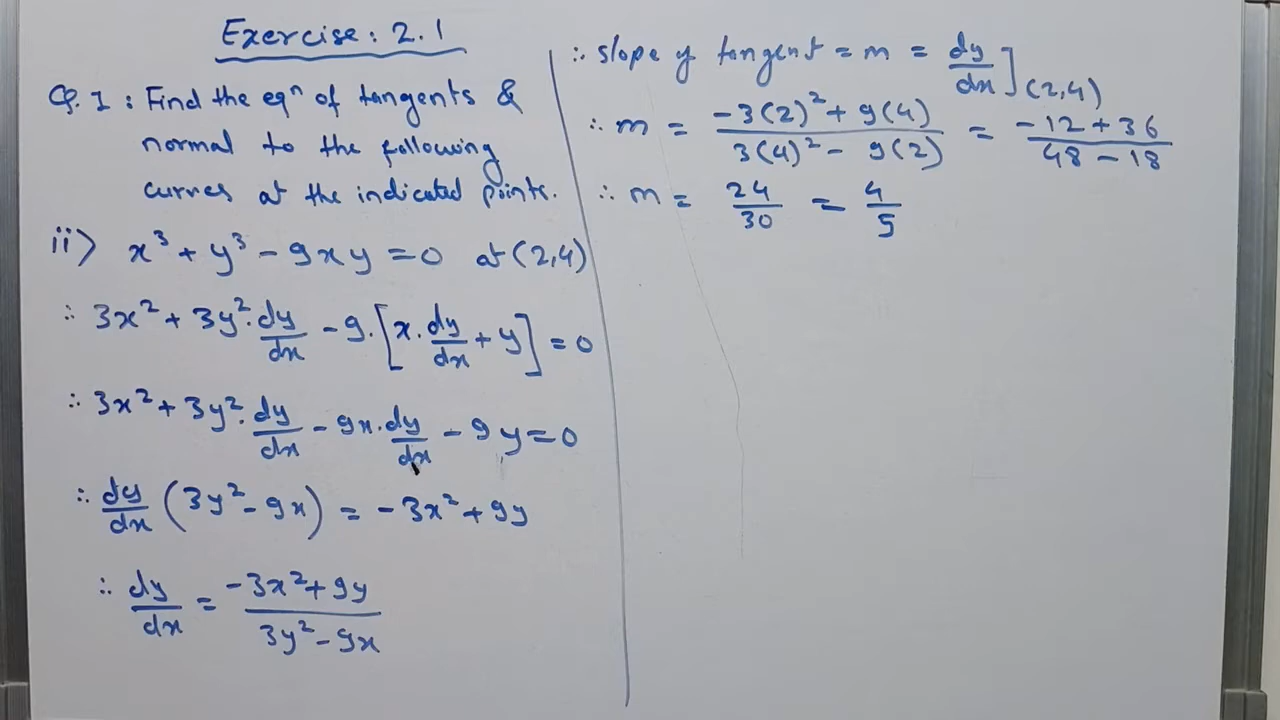 Exercise: 2.1
Q.1 : Find the eqⁿ of tangents &
normal to the following
curves at the indicated points.
ii) x³ + y³ - 9xy = 0 at (2,4)
∴ 3x² + 3y². dy/dx - 9.[x. dy/dx + y] = 0
∴ 3x² + 3y². dy/dx - 9x. dy/dx - 9y = 0
∴ dy/dx (3y² - 9x) = -3x² + 9y
∴ dy/dx = (-3x² + 9y)/(3y² - 9x)
∴ slope of tangent = m = dy/dx](2,4)
∴ m = (-3(2)² + 9(4))/(3(4)² - 9(2)) = (-12 + 36)/(48 - 18)
∴ m = 24/30 = 4/5